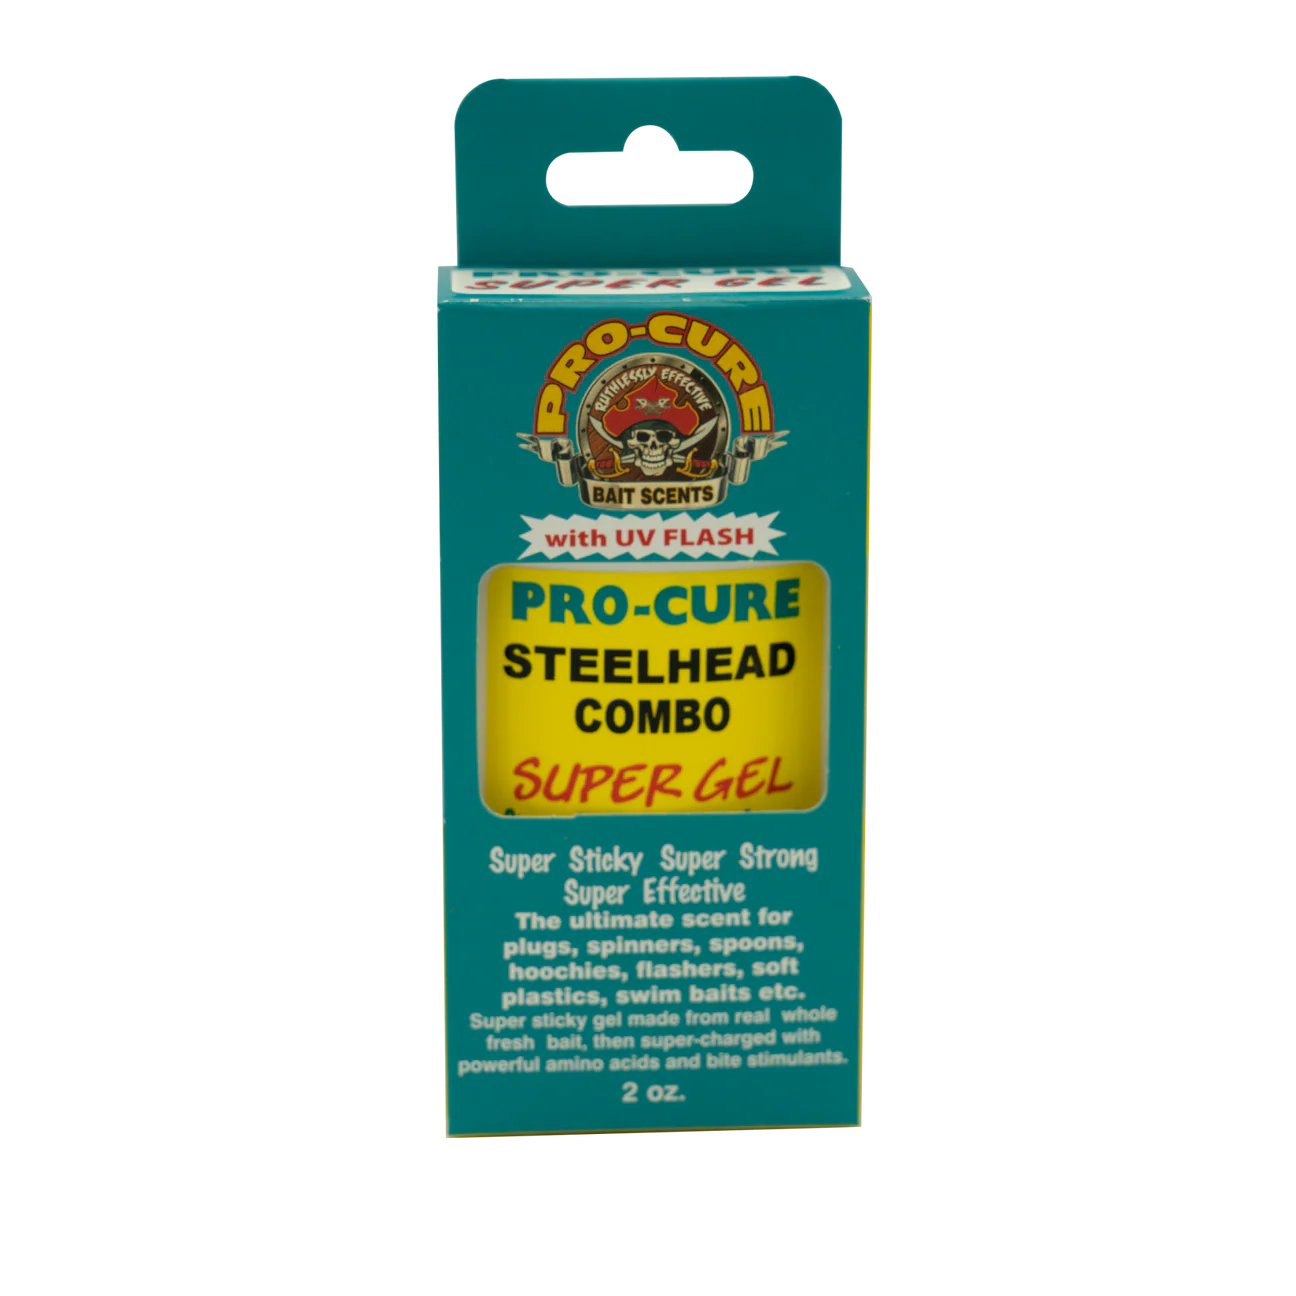 PRO-CURE
SUPER GEL
PRO-CURE
RUTHLESSLY EFFECTIVE
BAIT SCENTS
with UV FLASH
PRO-CURE
STEELHEAD
COMBO
SUPER GEL
Super Sticky Super Strong
Super Effective
The ultimate scent for
plugs, spinners, spoons,
hoochies, flashers, soft
plastics, swim baits etc.
Super sticky gel made from real whole
fresh bait, then super-charged with
powerful amino acids and bite stimulants.
2 oz.